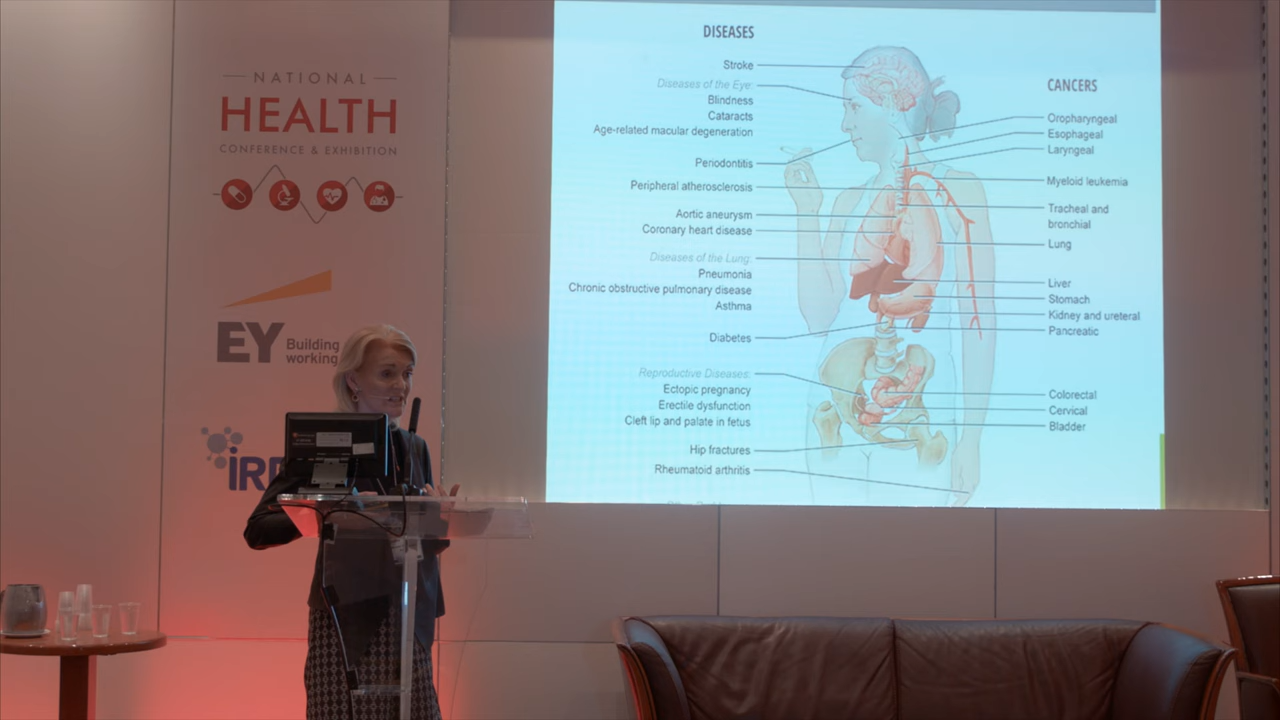 NATIONAL
HEALTH
CONFERENCE & EXHIBITION
EY
Building
working
DISEASES
Stroke
Diseases of the Eye:
Blindness
Cataracts
Age-related macular degeneration
Periodontitis
Peripheral atherosclerosis
Aortic aneurysm
Coronary heart disease
Diseases of the Lung:
Pneumonia
Chronic obstructive pulmonary disease
Asthma
Diabetes
Reproductive Diseases:
Ectopic pregnancy
Erectile dysfunction
Cleft lip and palate in fetus
Hip fractures
Rheumatoid arthritis
CANCERS
Oropharyngeal
Esophageal
Laryngeal
Myeloid leukemia
Tracheal and
bronchial
Lung
Liver
Stomach
Kidney and ureteral
Pancreatic
Colorectal
Cervical
Bladder